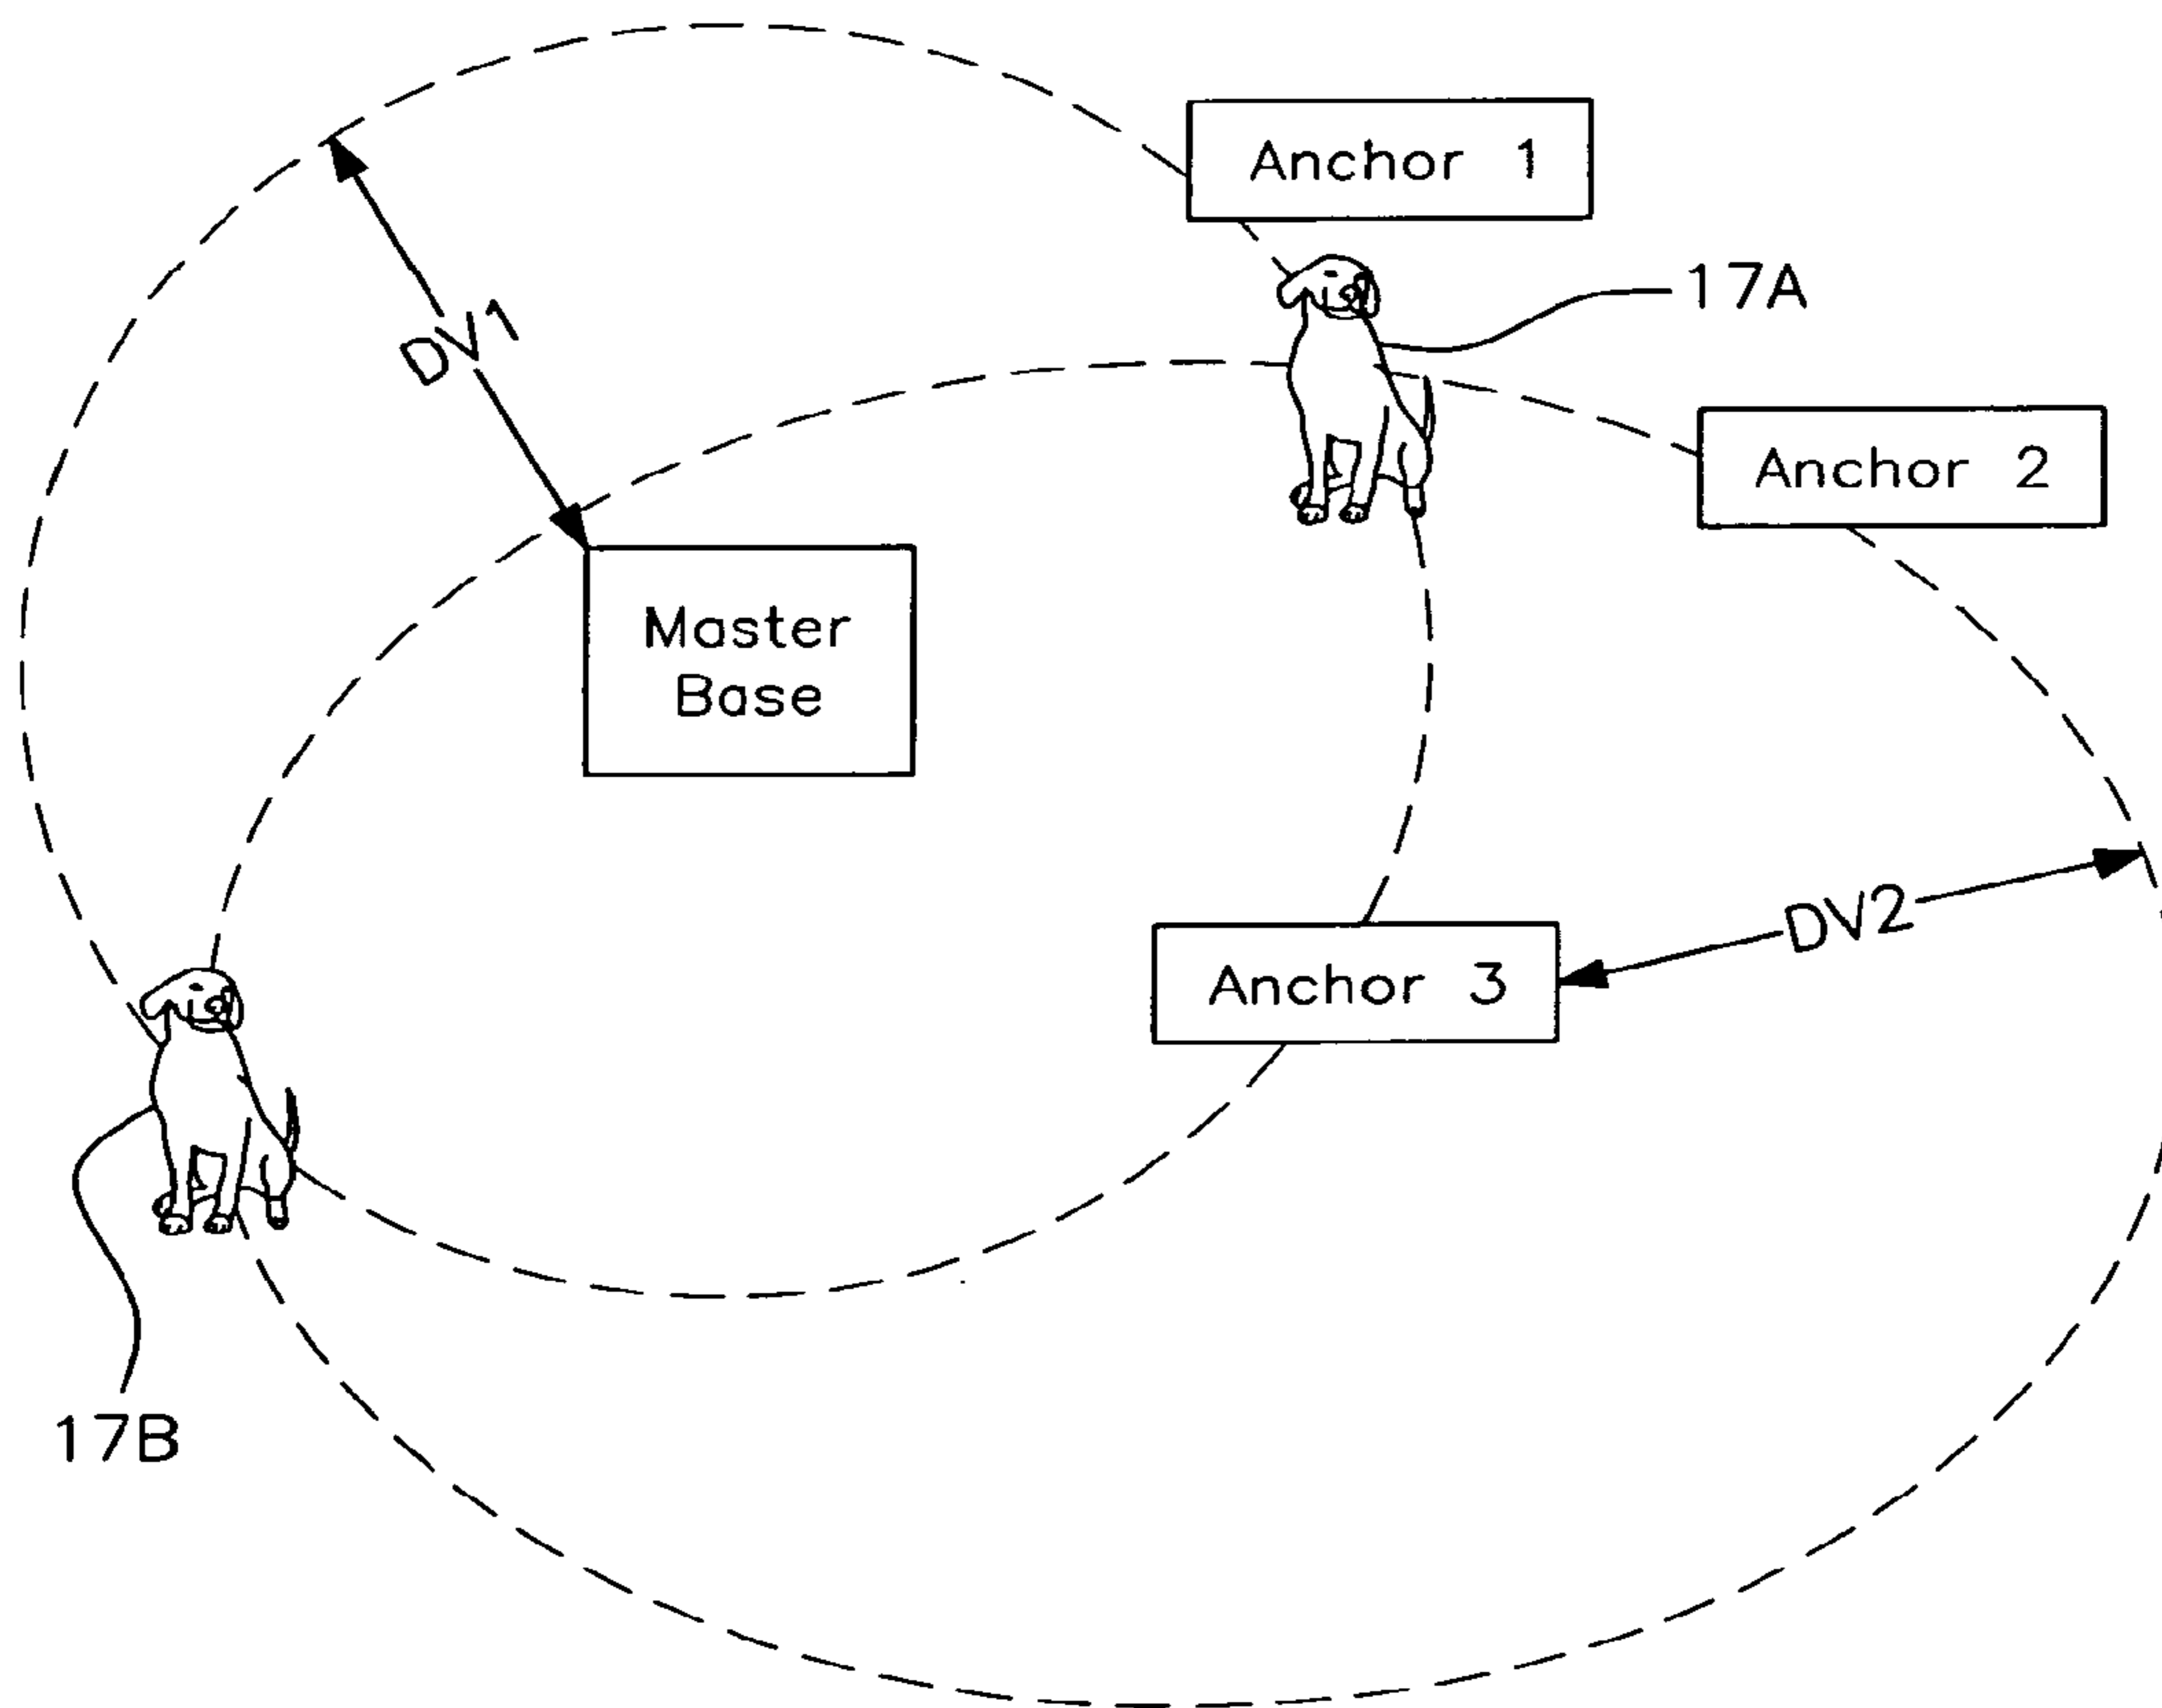 Anchor 1
17A
DV1
Anchor 2
Master
Base
DV2
Anchor 3
17B